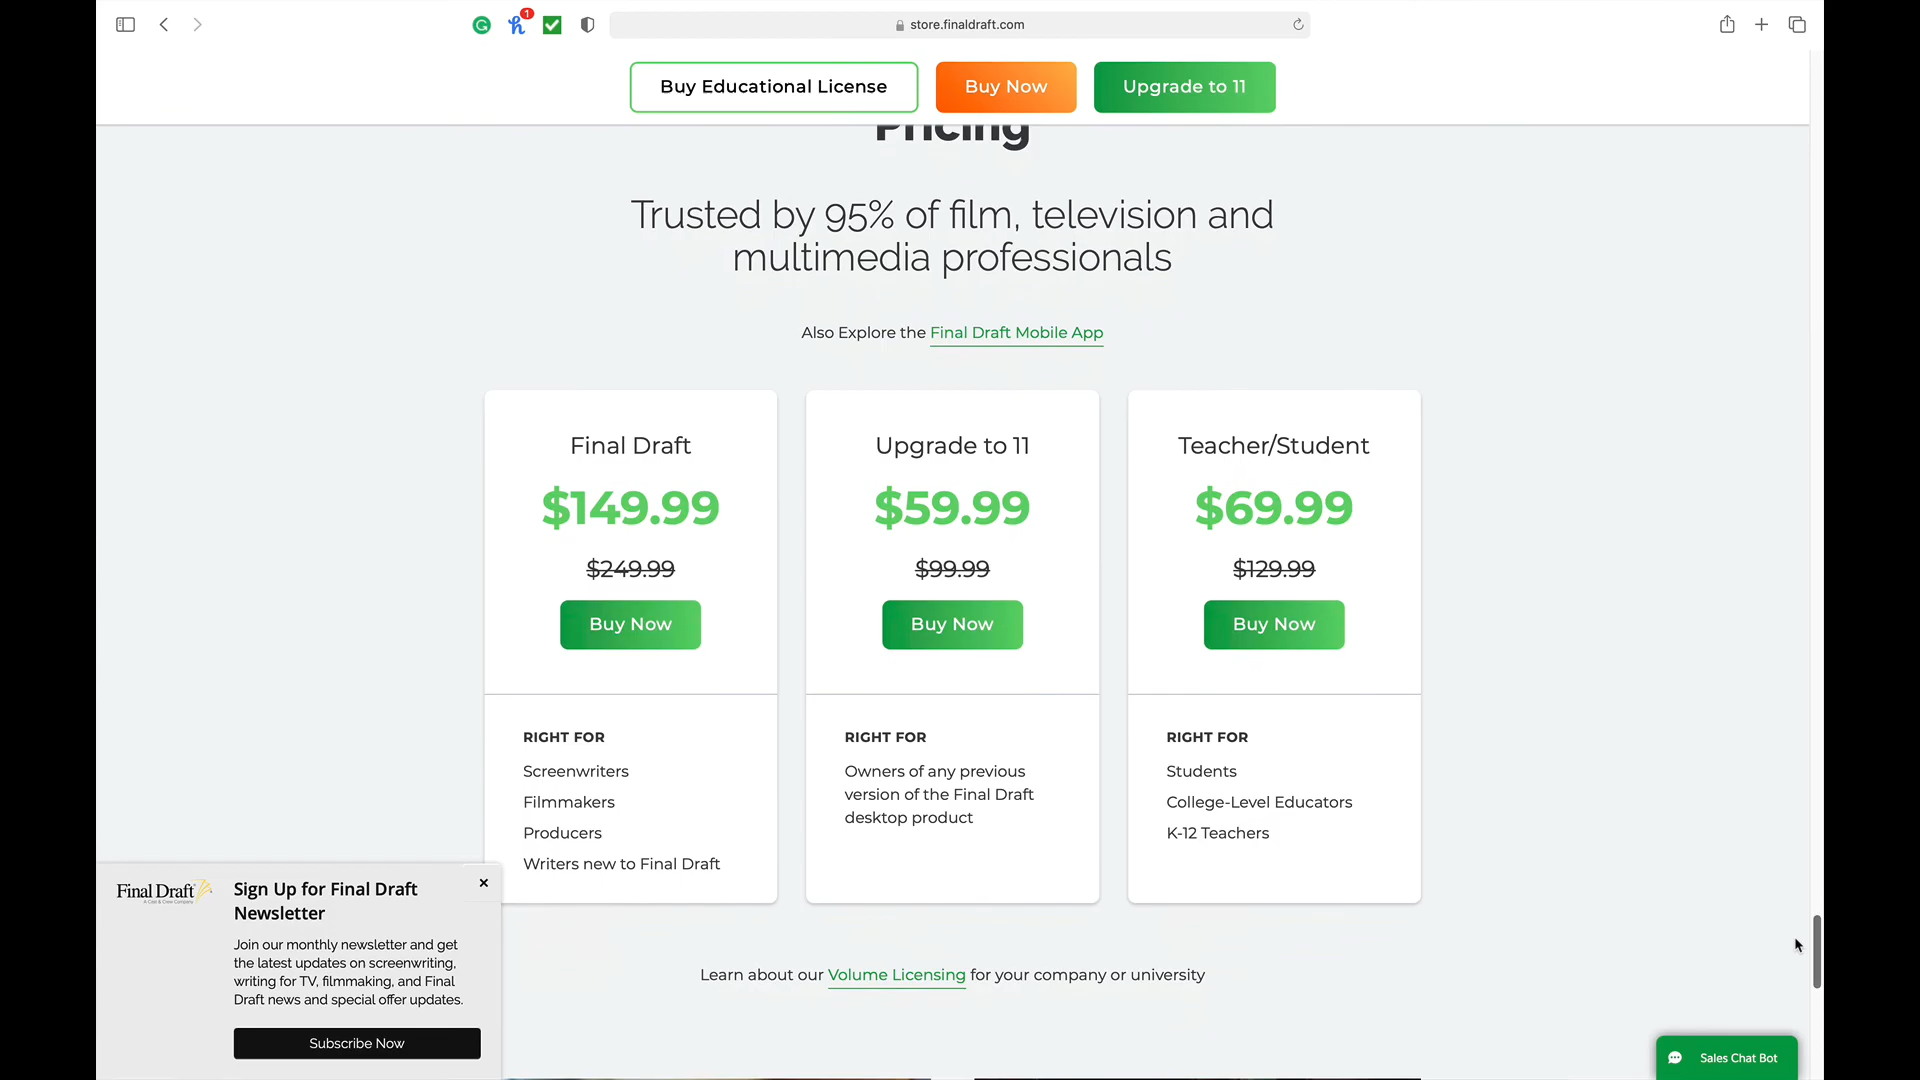 store.finaldraft.com
1
Buy Educational License
Buy Now
Upgrade to 11
Pricing
Trusted by 95% of film, television and
multimedia professionals
Also Explore the Final Draft Mobile App
Final Draft
$149.99
$249.99
Buy Now
RIGHT FOR
Screenwriters
Filmmakers
Producers
Writers new to Final Draft
Upgrade to 11
$59.99
$99.99
Buy Now
RIGHT FOR
Owners of any previous
version of the Final Draft
desktop product
Teacher/Student
$69.99
$129.99
Buy Now
RIGHT FOR
Students
College-Level Educators
K-12 Teachers
Learn about our Volume Licensing for your company or university
Final Draft
A Cast & Crew Company
Sign Up for Final Draft
Newsletter
Join our monthly newsletter and get
the latest updates on screenwriting,
writing for TV, filmmaking, and Final
Draft news and special offer updates.
Subscribe Now
Sales Chat Bot